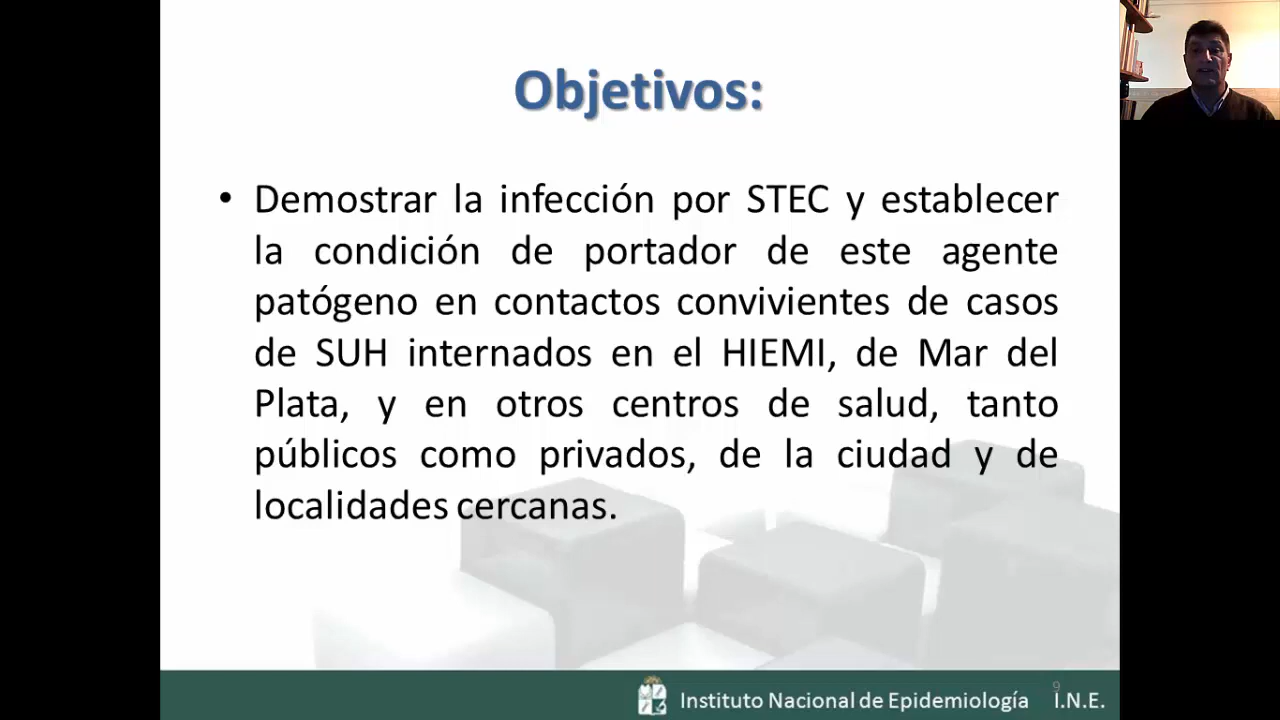 Objetivos:
• Demostrar la infección por STEC y establecer
la condición de portador de este agente
patógeno en contactos convivientes de casos
de SUH internados en el HIEMI, de Mar del
Plata, y en otros centros de salud, tanto
públicos como privados, de la ciudad y de
localidades cercanas.
9
Instituto Nacional de Epidemiología I.N.E.